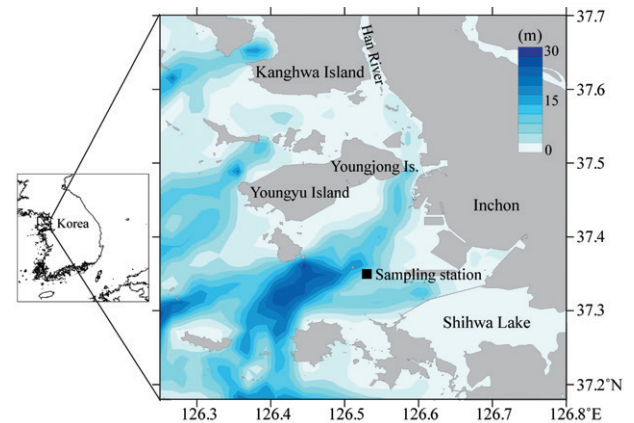 37.7
(m)
30
15
0
Han River
Kanghwa Island
37.6
Youngjong Is.
37.5
Youngyu Island
Inchon
Korea
37.4
Sampling station
37.3
Shihwa Lake
37.2°N
126.3
126.4
126.5
126.6
126.7
126.8°E